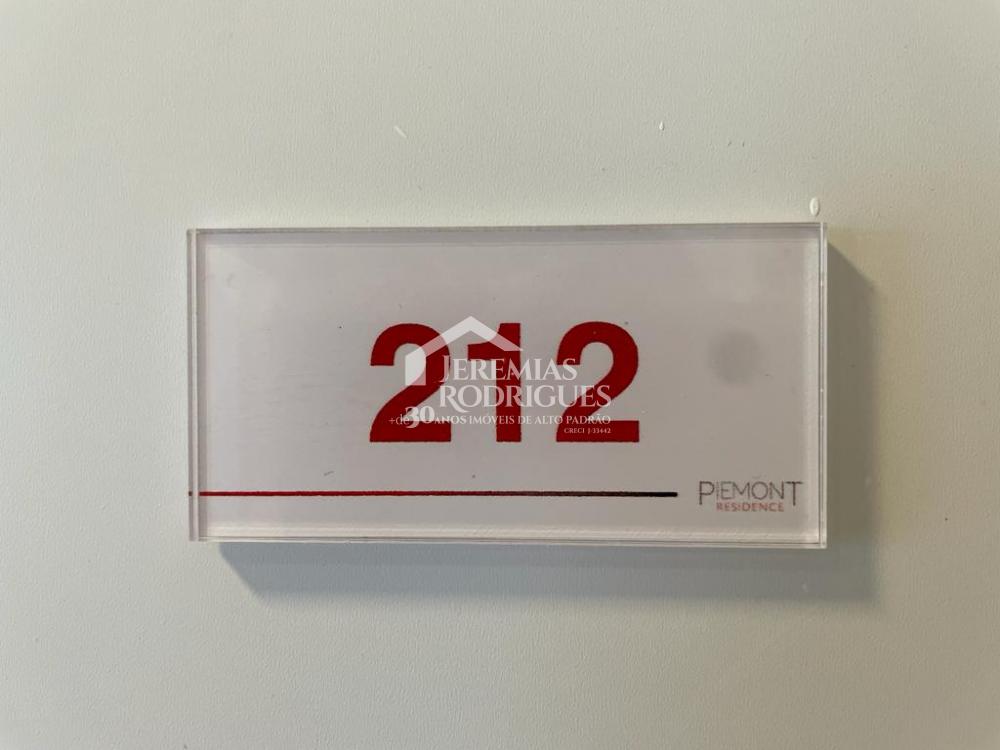 212
JEREMIAS
RODRIGUES
+de 30 ANOS IMÓVEIS DE ALTO PADRÃO
CRECI J-33442
PIEMONT
RESIDENCE